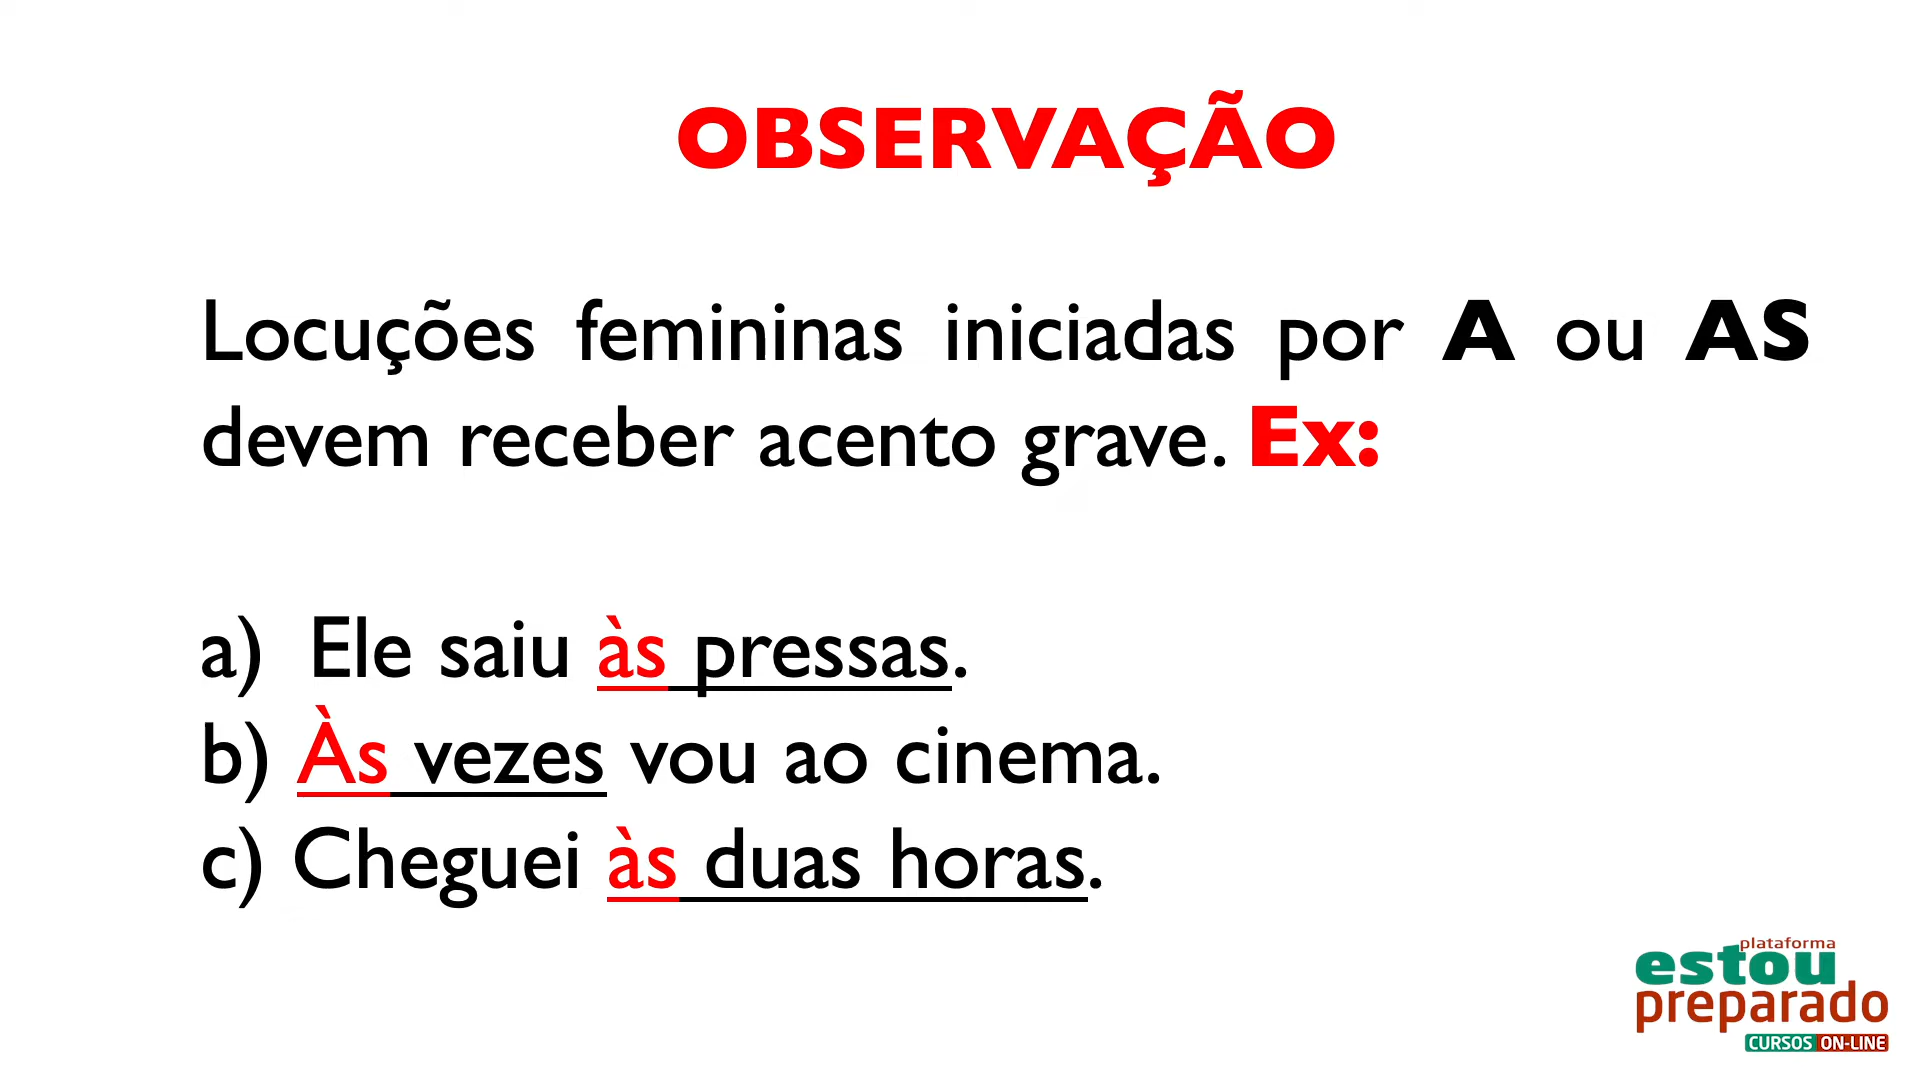 OBSERVAÇÃO
Locuções femininas iniciadas por A ou AS
devem receber acento grave. Ex:
a) Ele saiu às pressas.
b) Às vezes vou ao cinema.
c) Cheguei às duas horas.
plataforma
estou
preparado
CURSOS ON-LINE